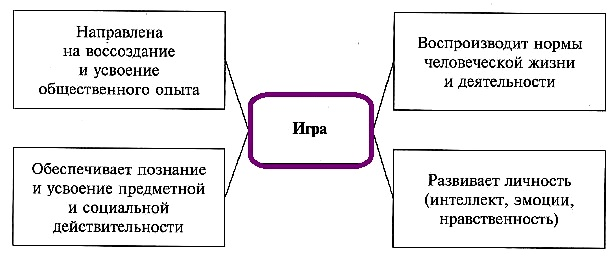 Направлена
на воссоздание
и усвоение
общественного опыта
Воспроизводит нормы
человеческой жизни
и деятельности
Игра
Обеспечивает познание
и усвоение предметной
и социальной
действительности
Развивает личность
(интеллект, эмоции,
нравственность)